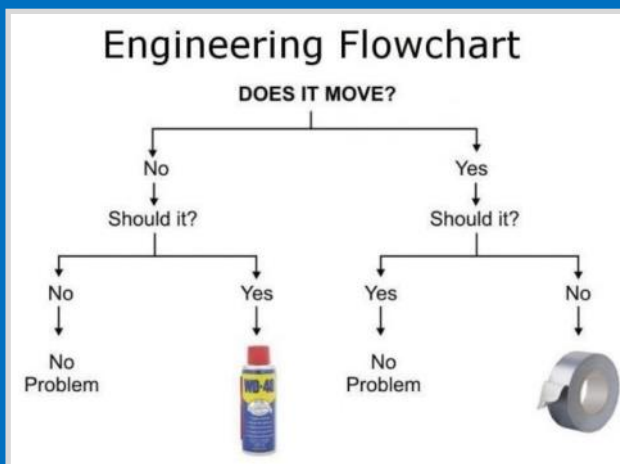 Engineering Flowchart
DOES IT MOVE?
No
Yes
Should it?
Should it?
No
Yes
Yes
No
No
Problem
WD-40
No
Problem